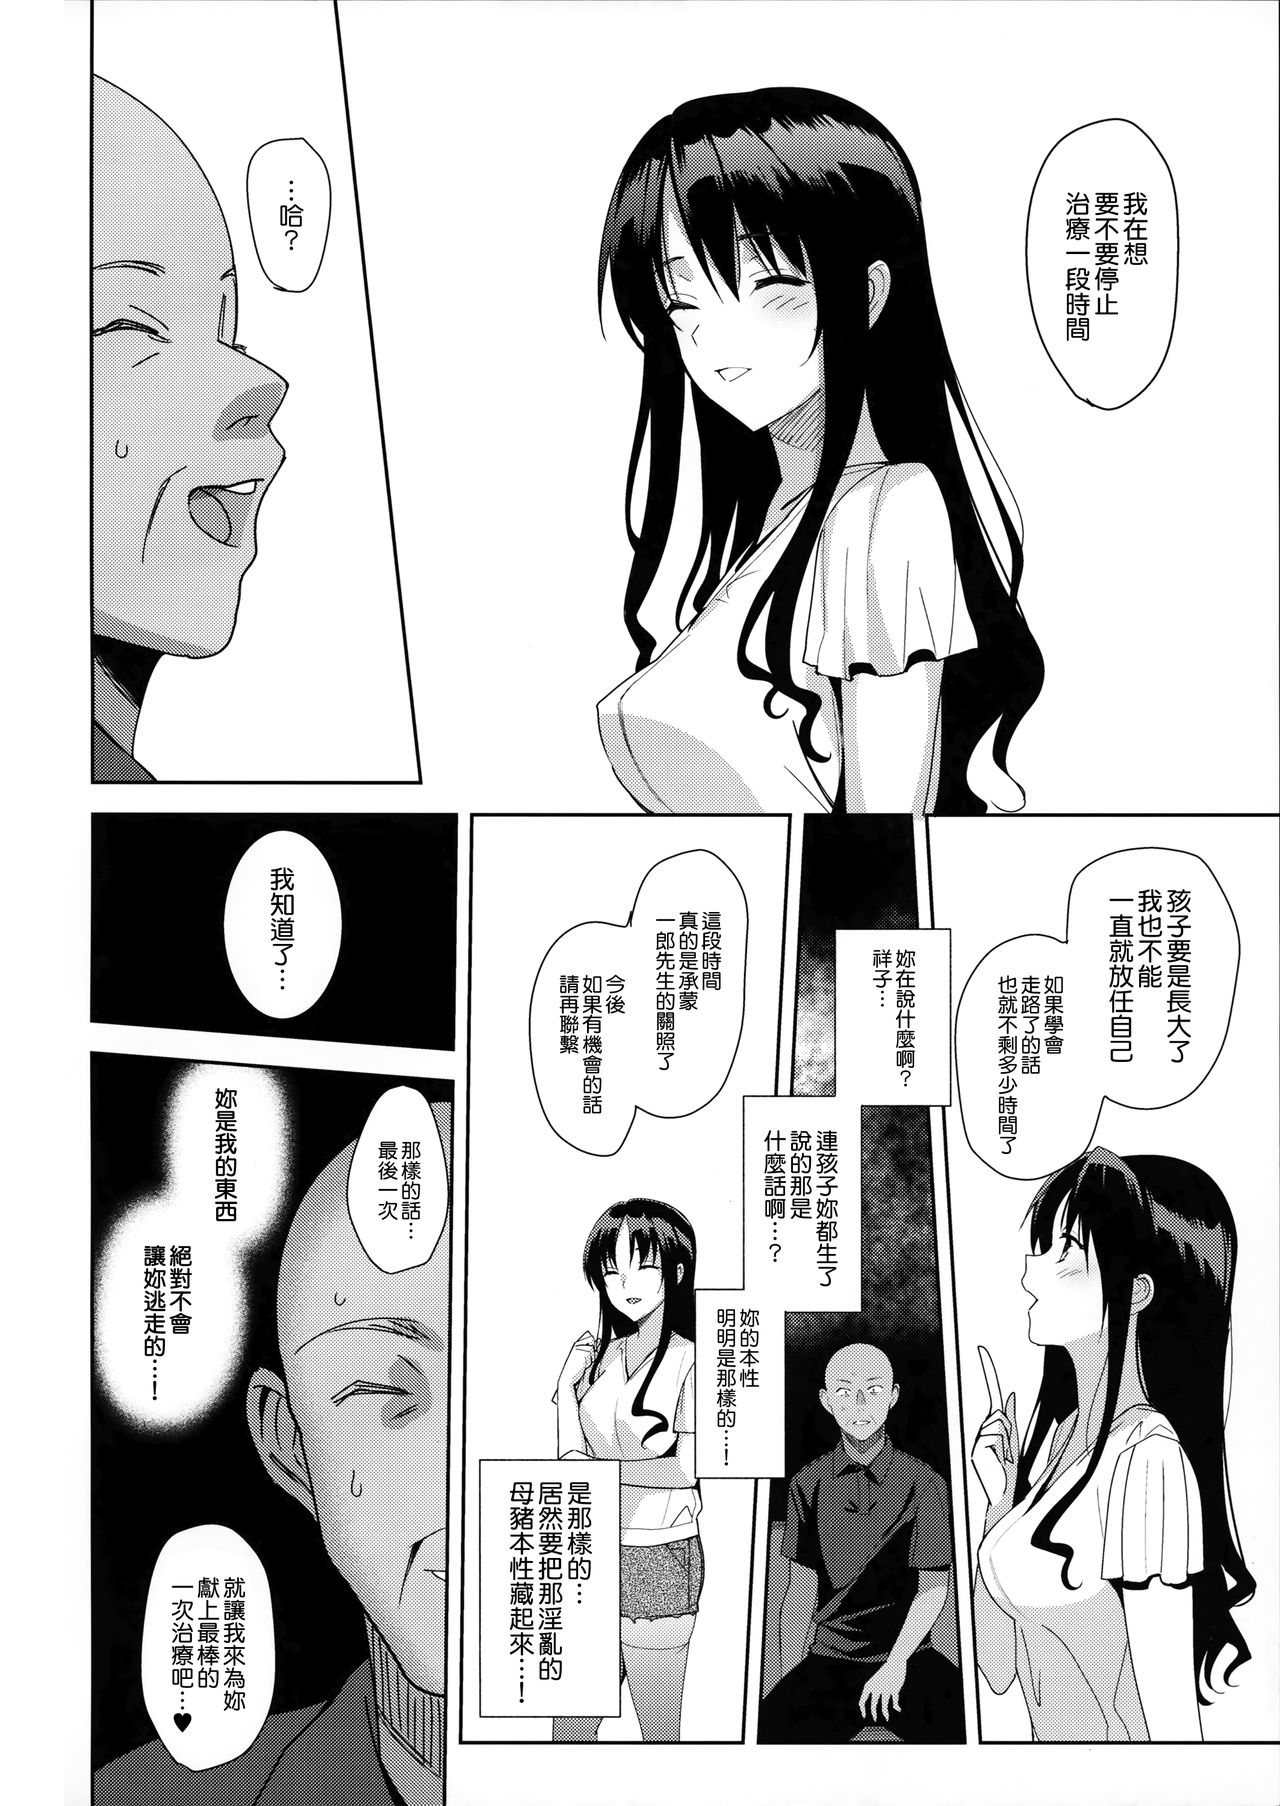 我在想
要不要停止
治療一段時間
…哈?
孩子要是長大了
我也不能
一直就放任自己
如果學會
走路了的話
也就不剩多少時間了
妳在說什麼啊?
祥子…
連孩子妳都生了
說的那是
什麼話啊…?
妳的本性
明明是那樣的…!
這段時間
真的是承蒙
一郎先生的關照了
今後
如果有機會的話
請再聯繫
是那樣的…
居然要把那淫亂的
母豬本性藏起來…!
我知道了…
那樣的話…
最後一次
妳是我的東西
絕對不會
讓妳逃走的…!
就讓我來為妳
獻上最棒的
一次治療吧…♥